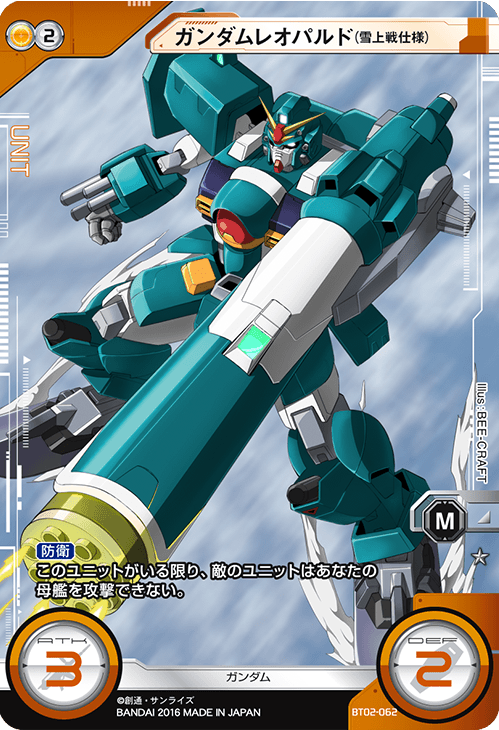 2
ガンダムレオパルド(雪上戦仕様)
UNIT
Illus:BEE-CRAFT
M
防衛
このユニットがいる限り、敵のユニットはあなたの
母艦を攻撃できない。
ATK
3
DEF
2
ガンダム
©創通・サンライズ
BANDAI 2016 MADE IN JAPAN
BT02-062